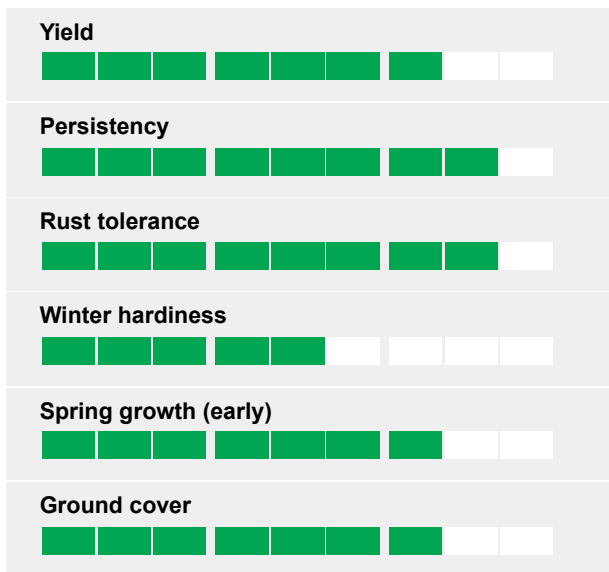 Yield
Persistency
Rust tolerance
Winter hardiness
Spring growth (early)
Ground cover